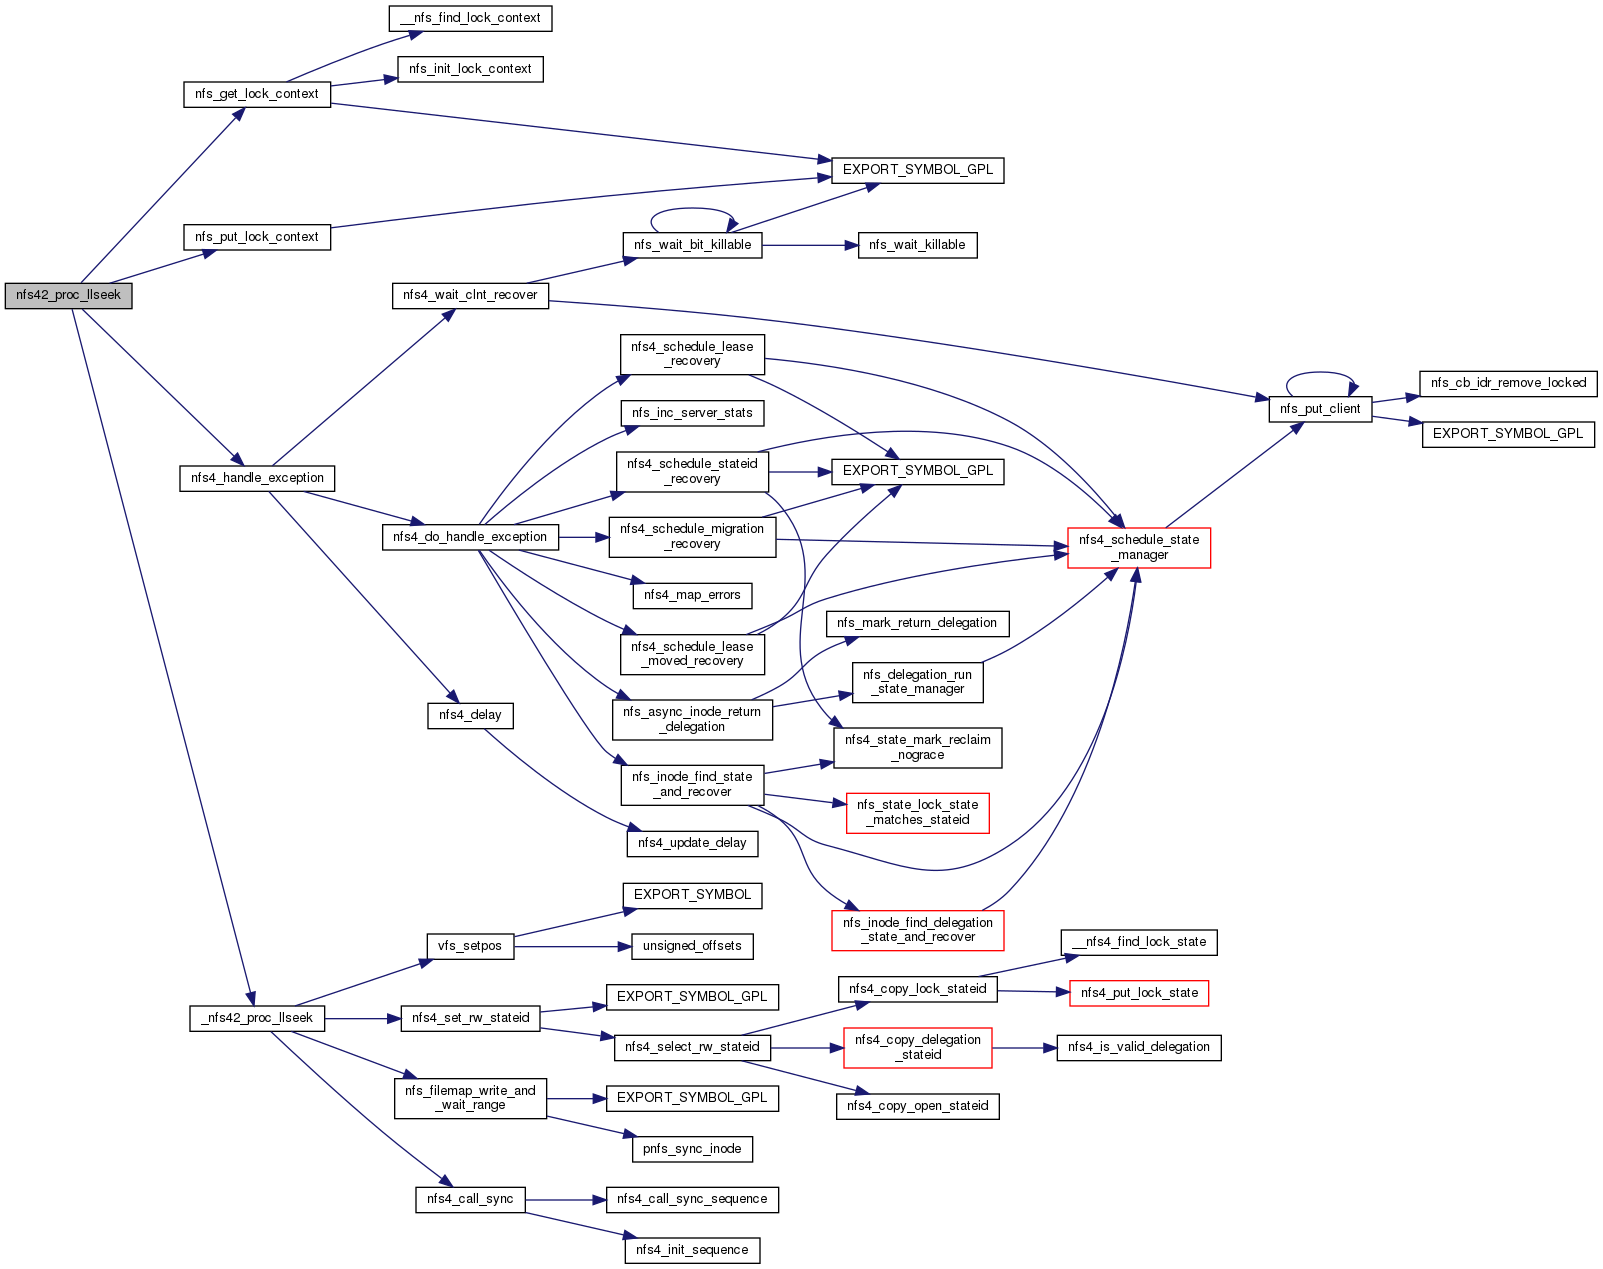 __nfs_find_lock_context
nfs_init_lock_context
nfs_get_lock_context
EXPORT_SYMBOL_GPL
nfs_put_lock_context
nfs_wait_bit_killable
nfs_wait_killable
nfs42_proc_llseek
nfs4_wait_clnt_recover
nfs4_schedule_lease
_recovery
nfs_cb_idr_remove_locked
nfs_put_client
nfs_inc_server_stats
EXPORT_SYMBOL_GPL
nfs4_handle_exception
nfs4_schedule_stateid
_recovery
EXPORT_SYMBOL_GPL
nfs4_do_handle_exception
nfs4_schedule_migration
_recovery
nfs4_schedule_state
_manager
nfs4_map_errors
nfs_mark_return_delegation
nfs4_schedule_lease
_moved_recovery
nfs_delegation_run
_state_manager
nfs4_delay
nfs_async_inode_return
_delegation
nfs4_state_mark_reclaim
_nograce
nfs_inode_find_state
_and_recover
nfs_state_lock_state
_matches_stateid
nfs4_update_delay
EXPORT_SYMBOL
nfs_inode_find_delegation
_state_and_recover
vfs_setpos
unsigned_offsets
__nfs4_find_lock_state
nfs4_copy_lock_stateid
nfs4_put_lock_state
EXPORT_SYMBOL_GPL
_nfs42_proc_llseek
nfs4_set_rw_stateid
nfs4_select_rw_stateid
nfs4_copy_delegation
_stateid
nfs4_is_valid_delegation
nfs_filemap_write_and
_wait_range
EXPORT_SYMBOL_GPL
nfs4_copy_open_stateid
pnfs_sync_inode
nfs4_call_sync
nfs4_call_sync_sequence
nfs4_init_sequence